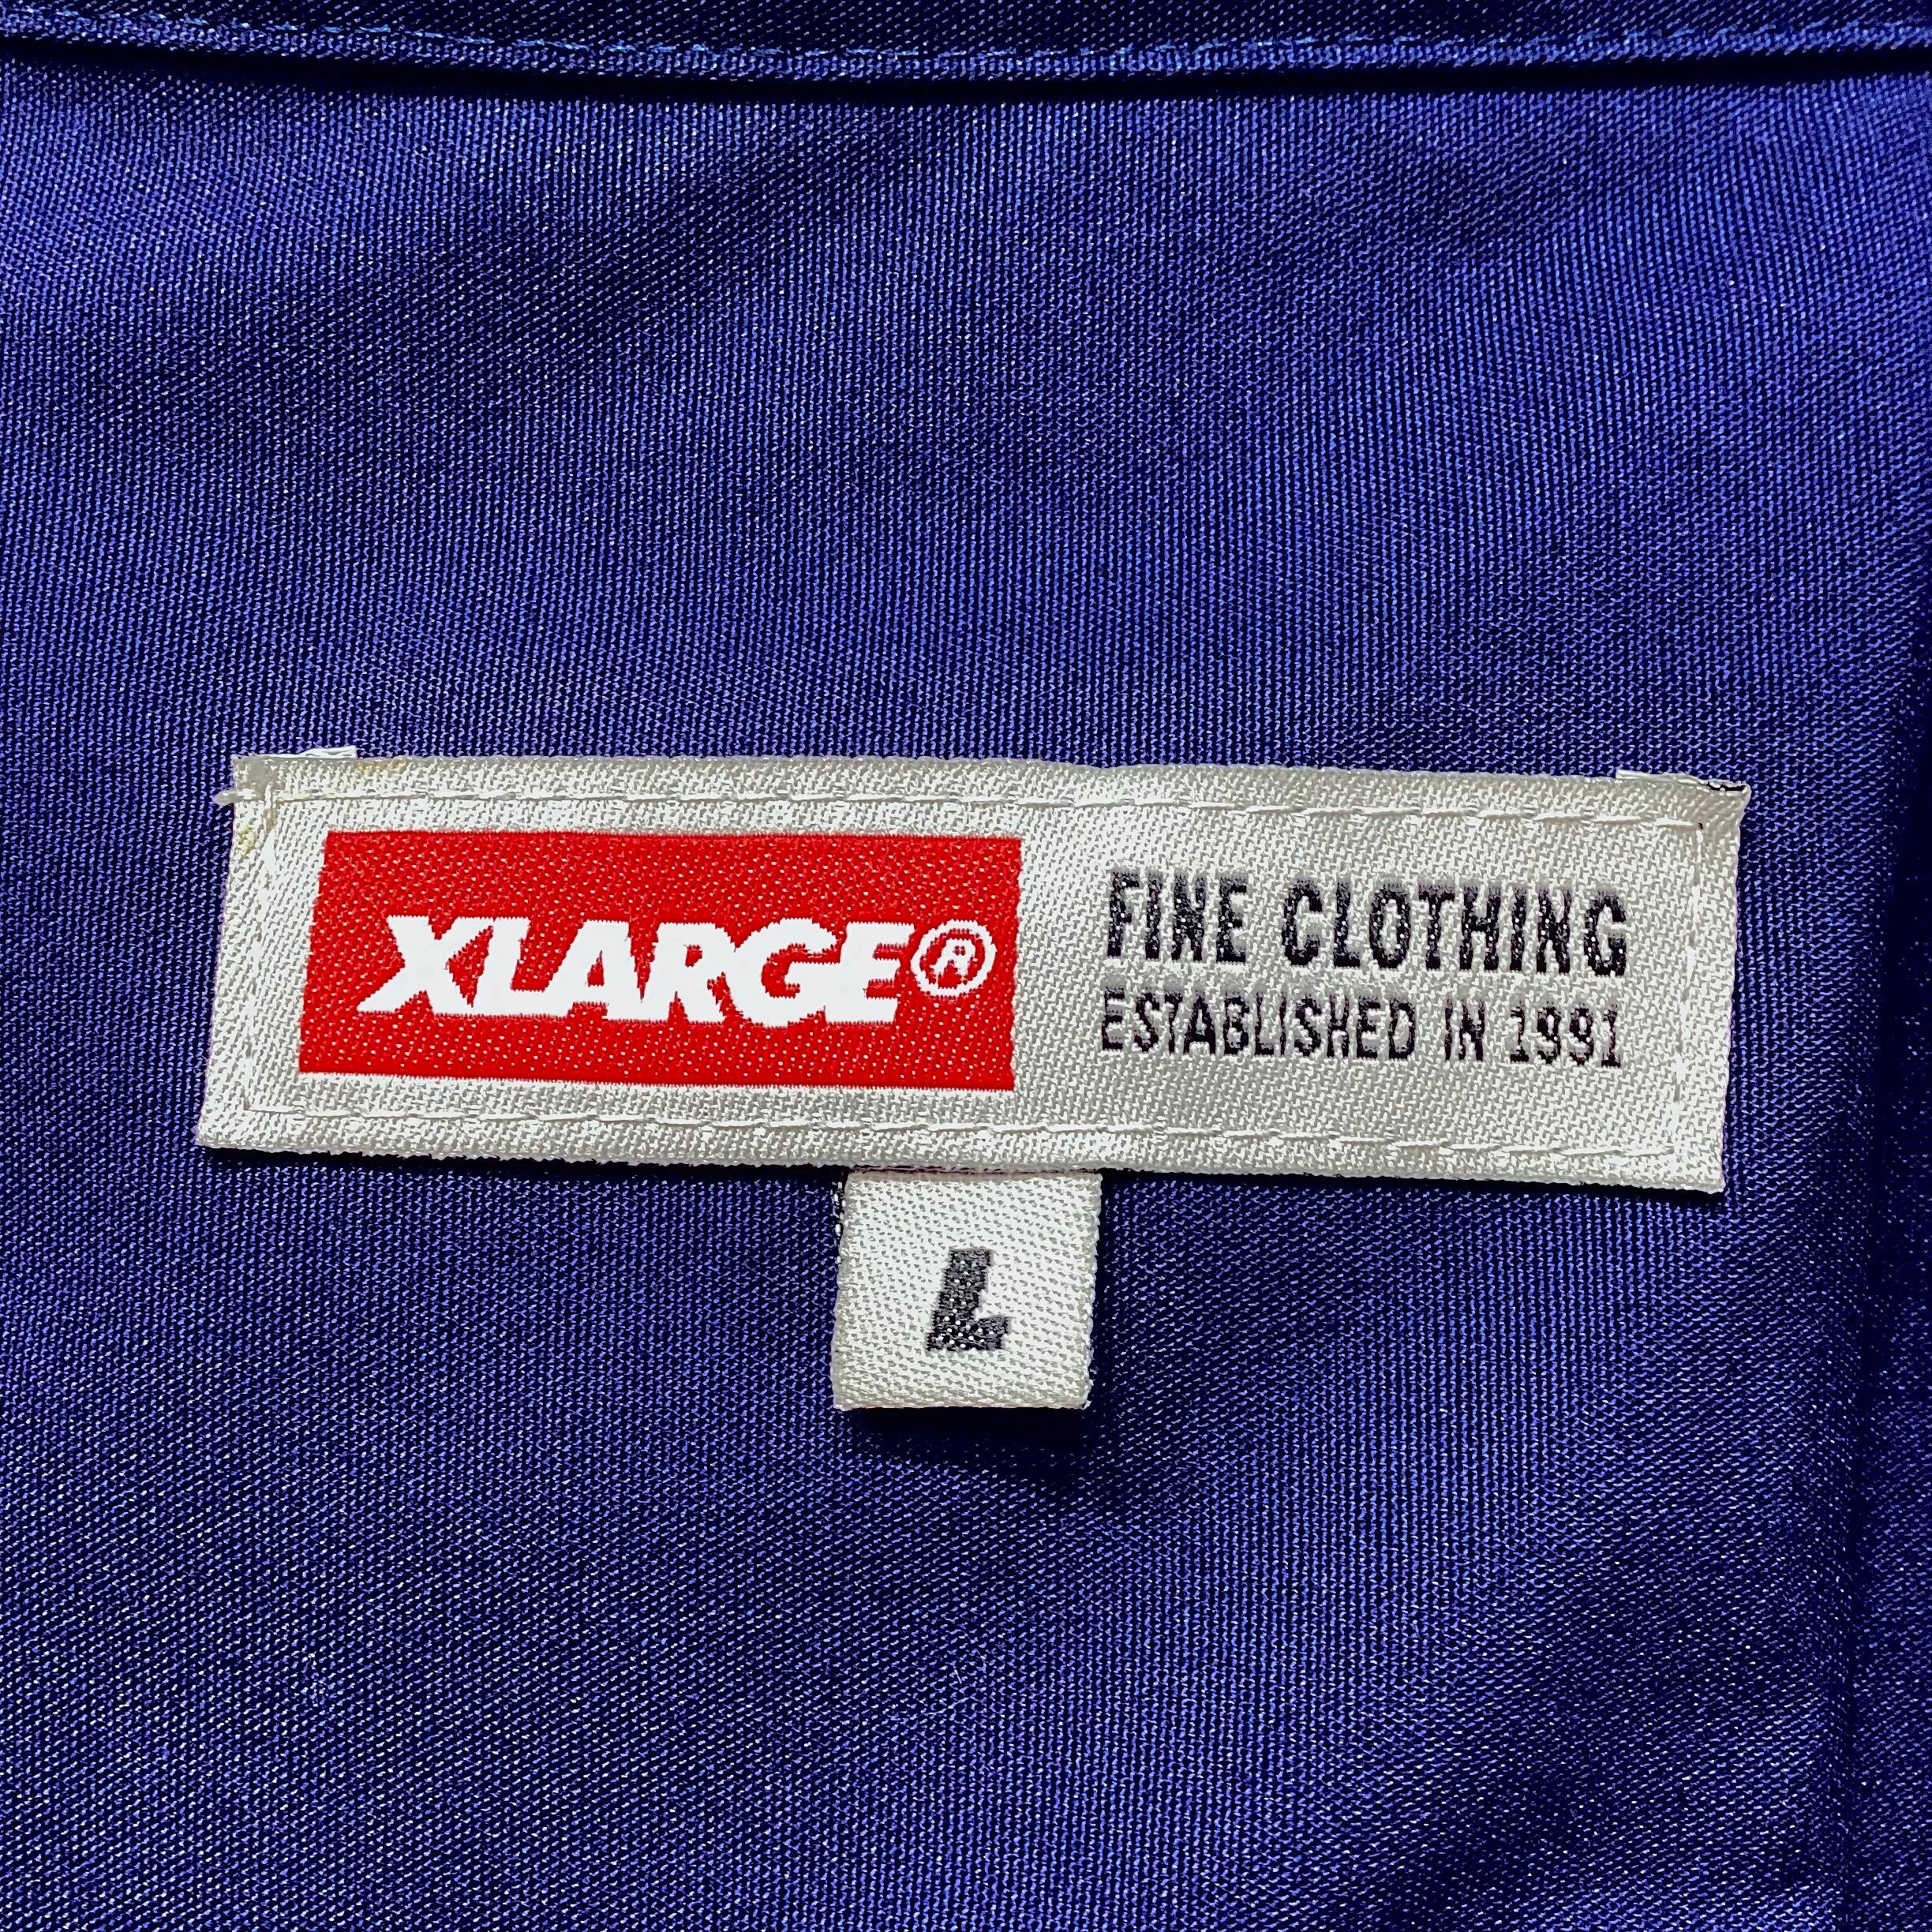 XLARGE®
FINE CLOTHING
ESTABLISHED IN 1991
L